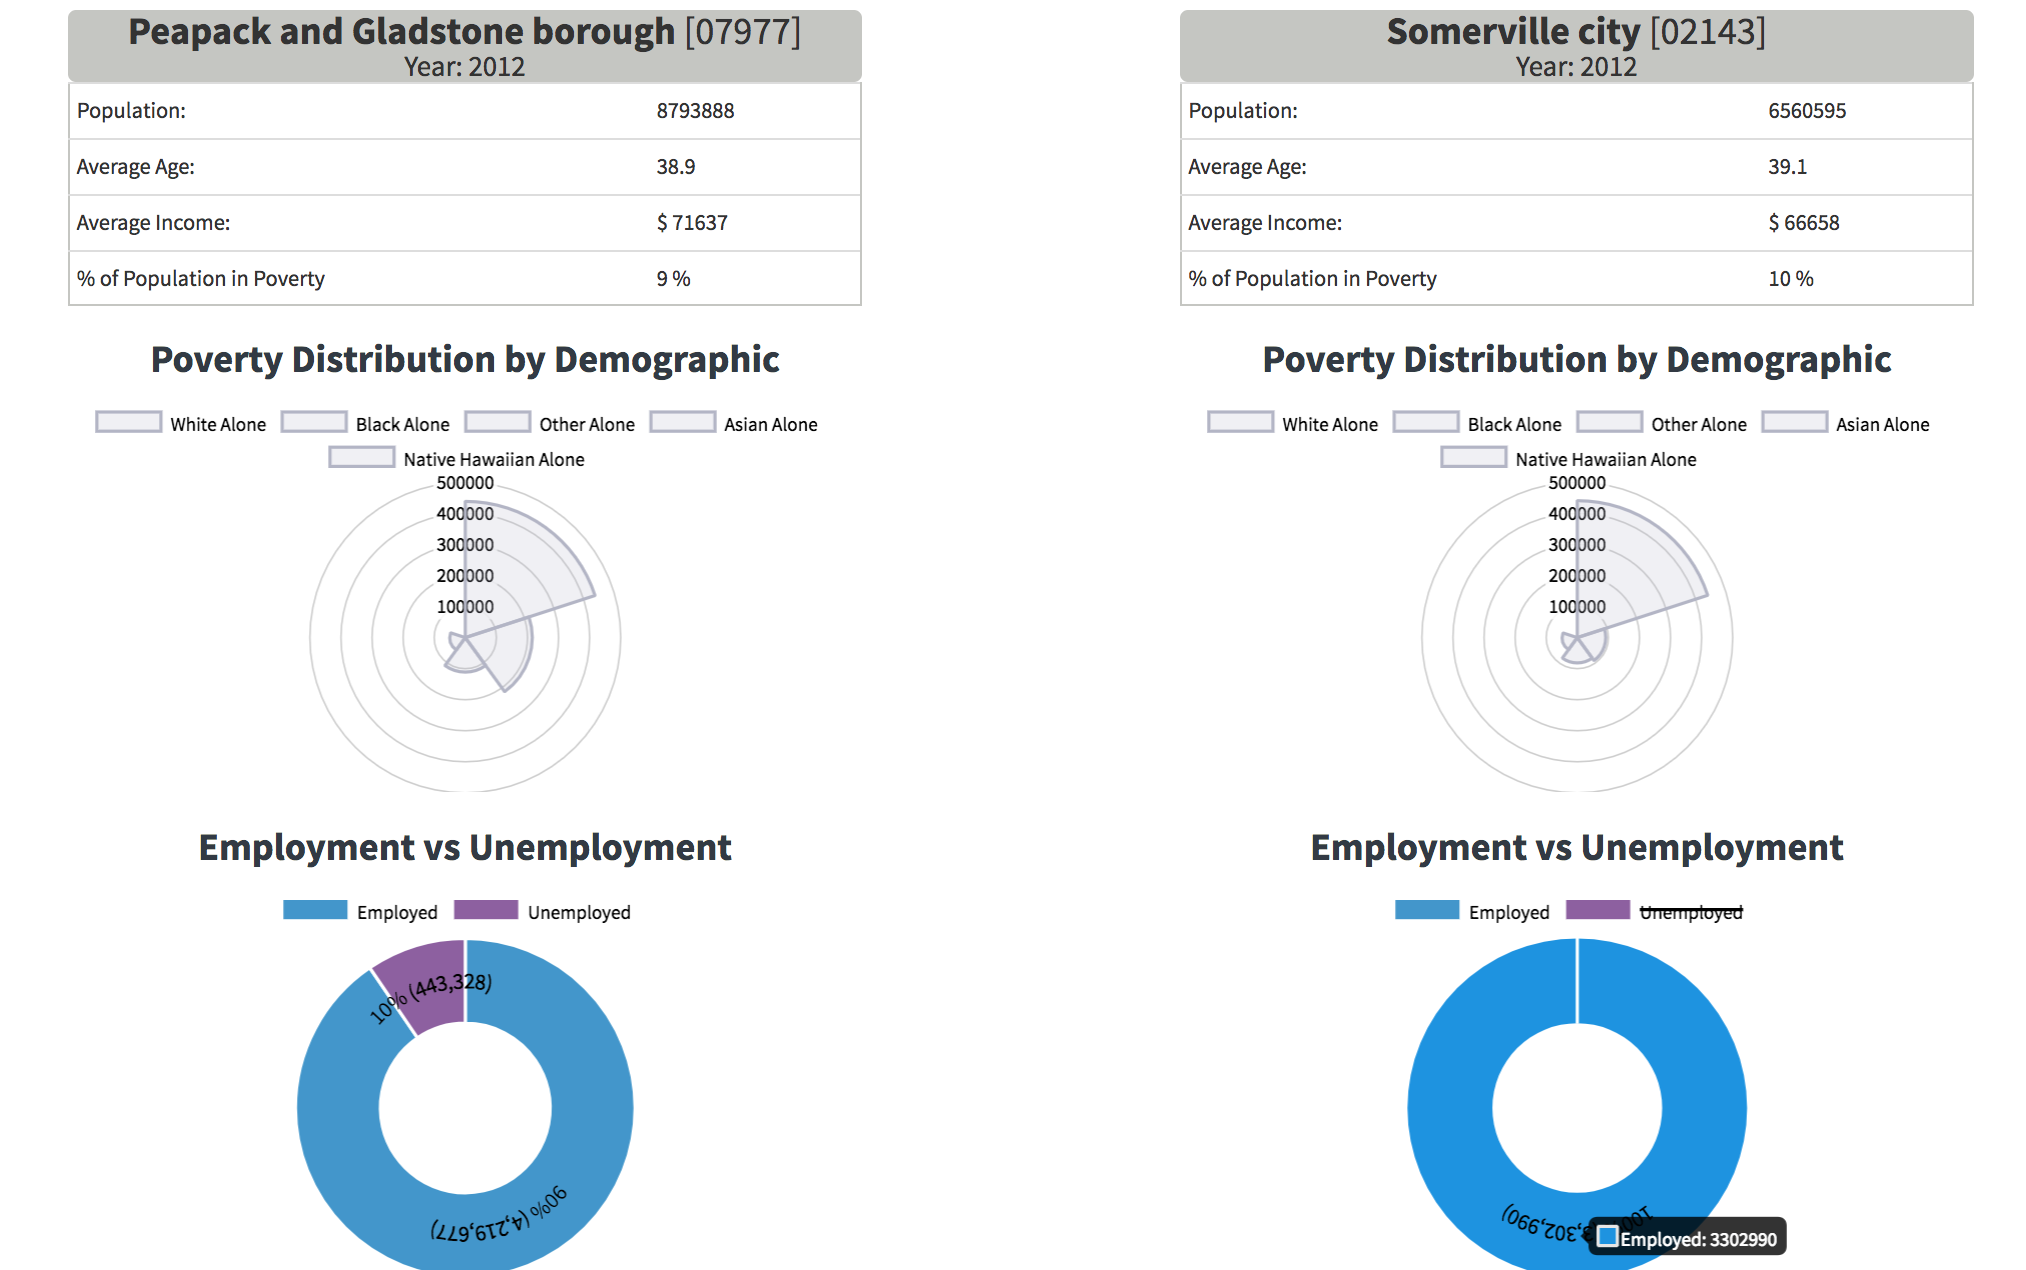 Peapack and Gladstone borough [07977]
Year: 2012
Population: 8793888
Average Age: 38.9
Average Income: $ 71637
% of Population in Poverty 9 %
Poverty Distribution by Demographic
White Alone Black Alone Other Alone Asian Alone
Native Hawaiian Alone
500000
400000
300000
200000
100000
Employment vs Unemployment
Employed Unemployed
10% (443,328)
90% (4,219,677)
Somerville city [02143]
Year: 2012
Population: 6560595
Average Age: 39.1
Average Income: $ 66658
% of Population in Poverty 10 %
Poverty Distribution by Demographic
White Alone Black Alone Other Alone Asian Alone
Native Hawaiian Alone
500000
400000
300000
200000
100000
Employment vs Unemployment
Employed Unemployed
100 3,302,990)
Employed: 3302990